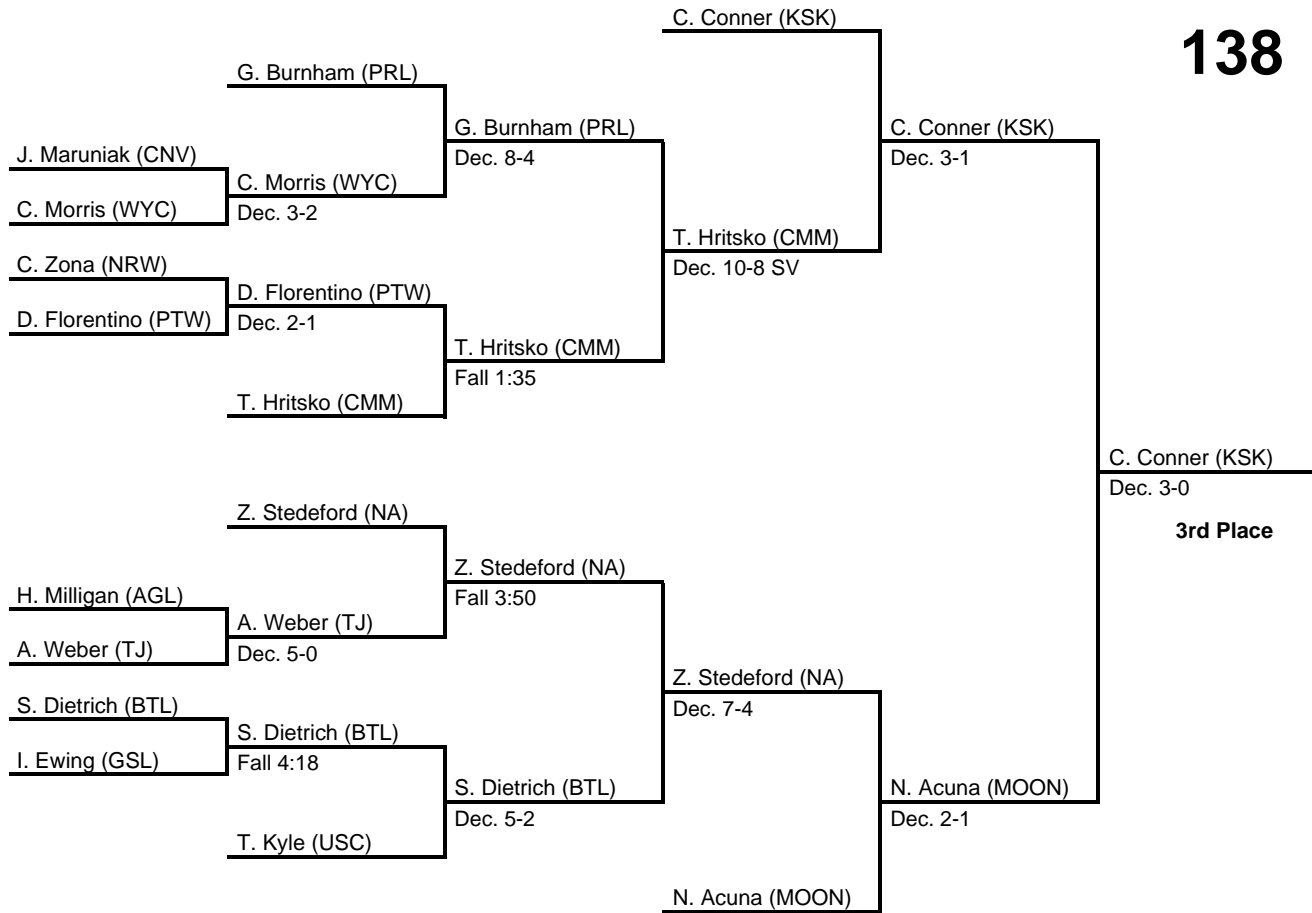 C. Conner (KSK)
138
G. Burnham (PRL)
G. Burnham (PRL)
C. Conner (KSK)
J. Maruniak (CNV)
Dec. 8-4
Dec. 3-1
C. Morris (WYC)
C. Morris (WYC)
Dec. 3-2
T. Hritsko (CMM)
C. Zona (NRW)
Dec. 10-8 SV
D. Florentino (PTW)
D. Florentino (PTW)
Dec. 2-1
T. Hritsko (CMM)
Fall 1:35
T. Hritsko (CMM)
C. Conner (KSK)
Dec. 3-0
Z. Stedeford (NA)
3rd Place
Z. Stedeford (NA)
H. Milligan (AGL)
Fall 3:50
A. Weber (TJ)
A. Weber (TJ)
Dec. 5-0
Z. Stedeford (NA)
S. Dietrich (BTL)
Dec. 7-4
S. Dietrich (BTL)
I. Ewing (GSL)
Fall 4:18
S. Dietrich (BTL)
N. Acuna (MOON)
Dec. 5-2
Dec. 2-1
T. Kyle (USC)
N. Acuna (MOON)